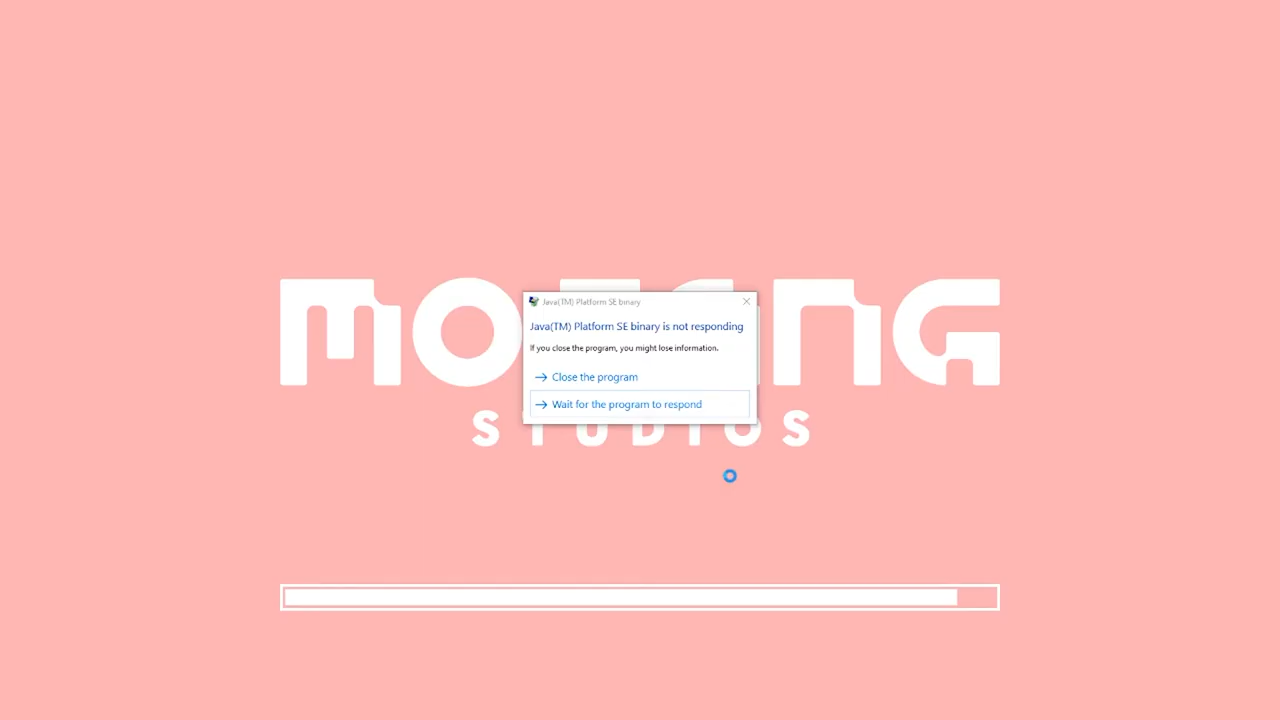 Java(TM) Platform SE binary
Java(TM) Platform SE binary is not responding
If you close the program, you might lose information.
Close the program
Wait for the program to respond
STUDIOS